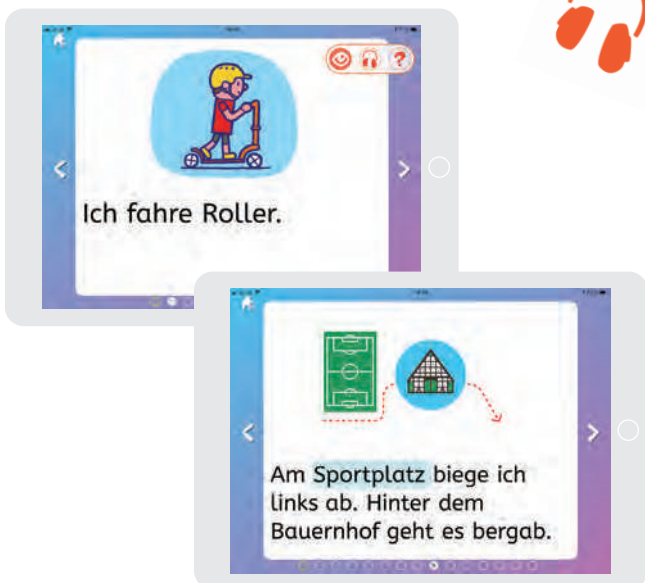 Ich fahre Roller.
?
Am Sportplatz biege ich
links ab. Hinter dem
Bauernhof geht es bergab.